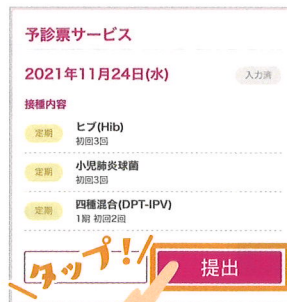 予診票サービス
2021年11月24日(水)
入力済
接種内容
定期
ヒブ(Hib)
初回3回
定期
小児肺炎球菌
初回3回
定期
四種混合(DPT-IPV)
1期 初回2回
タップ!
提出